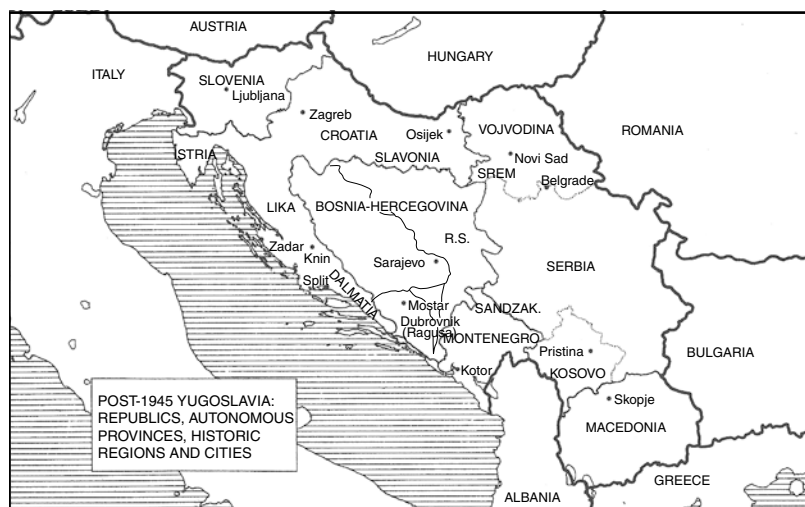 AUSTRIA
HUNGARY
ITALY
SLOVENIA
Ljubljana
Zagreb
CROATIA
Osijek
VOJVODINA
ROMANIA
ISTRIA
SLAVONIA
Novi Sad
SREM
Belgrade
LIKA
BOSNIA-HERCEGOVINA
R.S.
Zadar
Knin
Sarajevo
SERBIA
Split
DALMATIA
Mostar
SANDZAK.
Dubrovnik
(Ragusa)
MONTENEGRO
Pristina
BULGARIA
Kotor
KOSOVO
POST-1945 YUGOSLAVIA:
REPUBLICS, AUTONOMOUS
PROVINCES, HISTORIC
REGIONS AND CITIES
Skopje
MACEDONIA
GREECE
ALBANIA